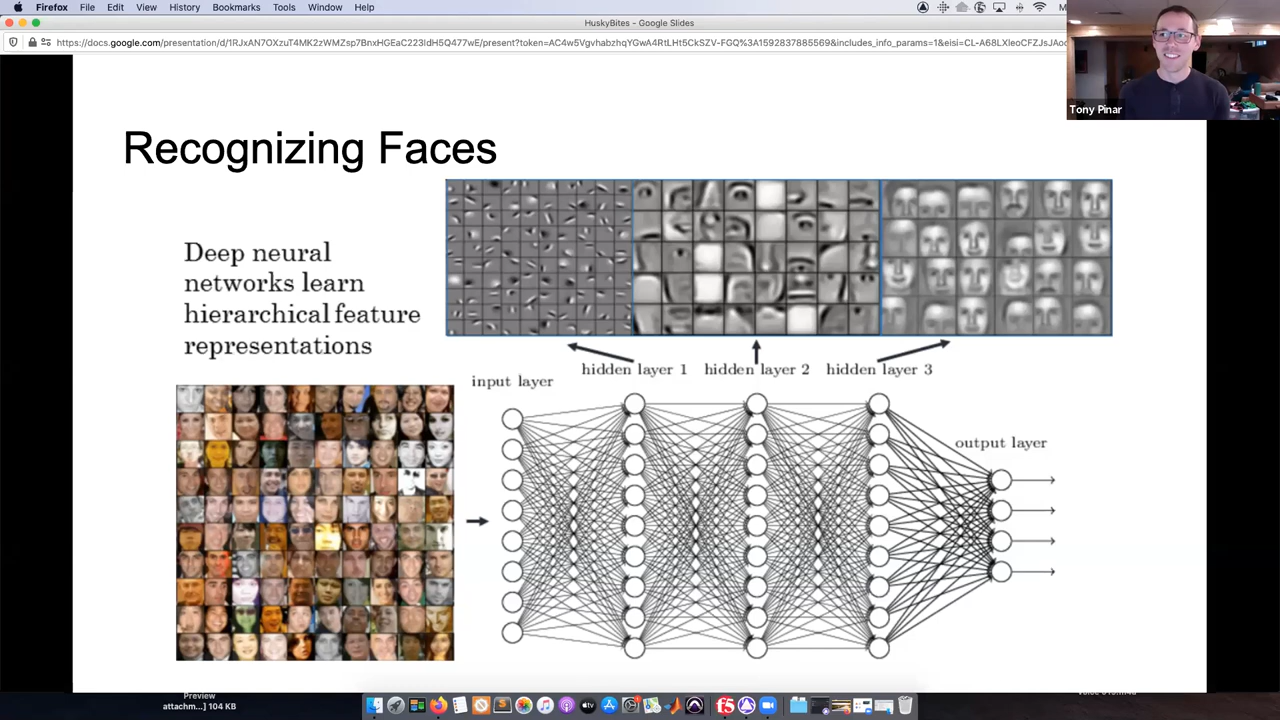 Firefox File Edit View History Bookmarks Tools Window Help
HuskyBites - Google Slides
Tony Pinar
Recognizing Faces
Deep neural
networks learn
hierarchical feature
representations
hidden layer 1 hidden layer 2 hidden layer 3
input layer
output layer
Preview
attachm...] 104 KB